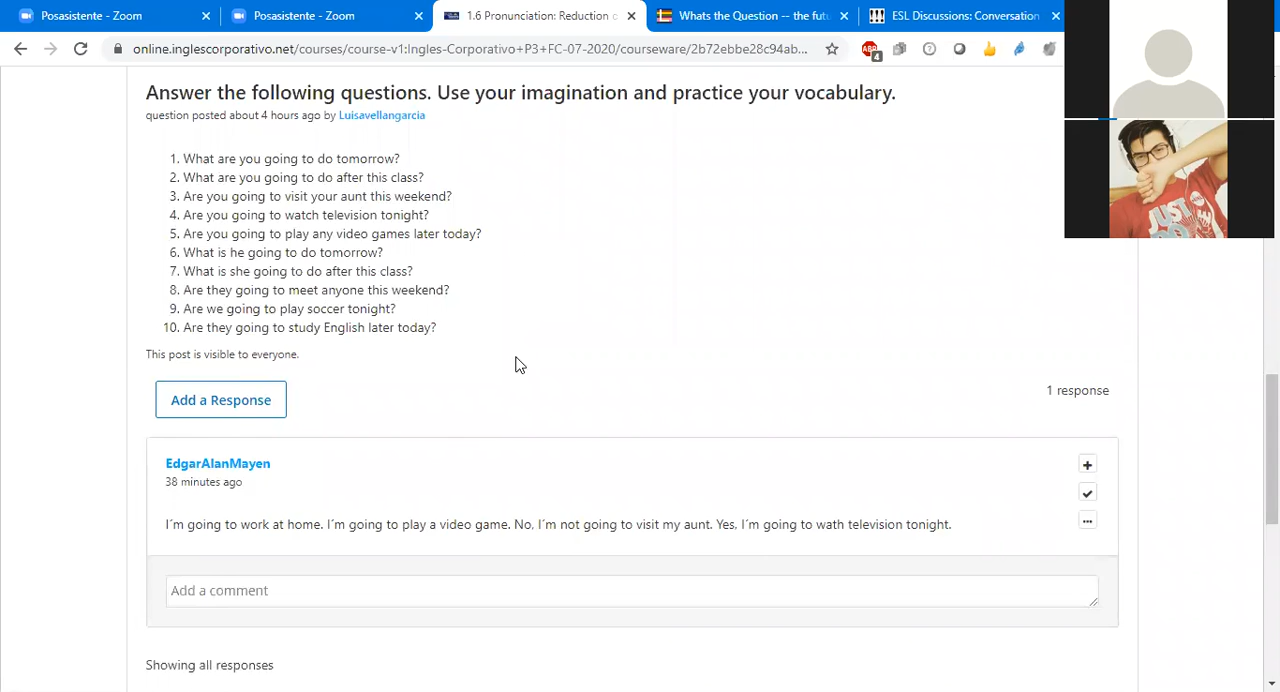 Posasistente - Zoom
Posasistente - Zoom
1.6 Pronunciation: Reduction o
Whats the Question -- the futu
ESL Discussions: Conversation
online.inglescorporativo.net/courses/course-v1:Ingles-Corporativo+P3+FC-07-2020/courseware/2b72ebbe28c94ab...
ABP
4
Answer the following questions. Use your imagination and practice your vocabulary.
question posted about 4 hours ago by Luisavellangarcia
1. What are you going to do tomorrow?
2. What are you going to do after this class?
3. Are you going to visit your aunt this weekend?
4. Are you going to watch television tonight?
5. Are you going to play any video games later today?
6. What is he going to do tomorrow?
7. What is she going to do after this class?
8. Are they going to meet anyone this weekend?
9. Are we going to play soccer tonight?
10. Are they going to study English later today?
This post is visible to everyone.
Add a Response
1 response
EdgarAlanMayen
38 minutes ago
I´m going to work at home. I´m going to play a video game. No, I´m not going to visit my aunt. Yes, I´m going to wath television tonight.
Add a comment
Showing all responses
JUST